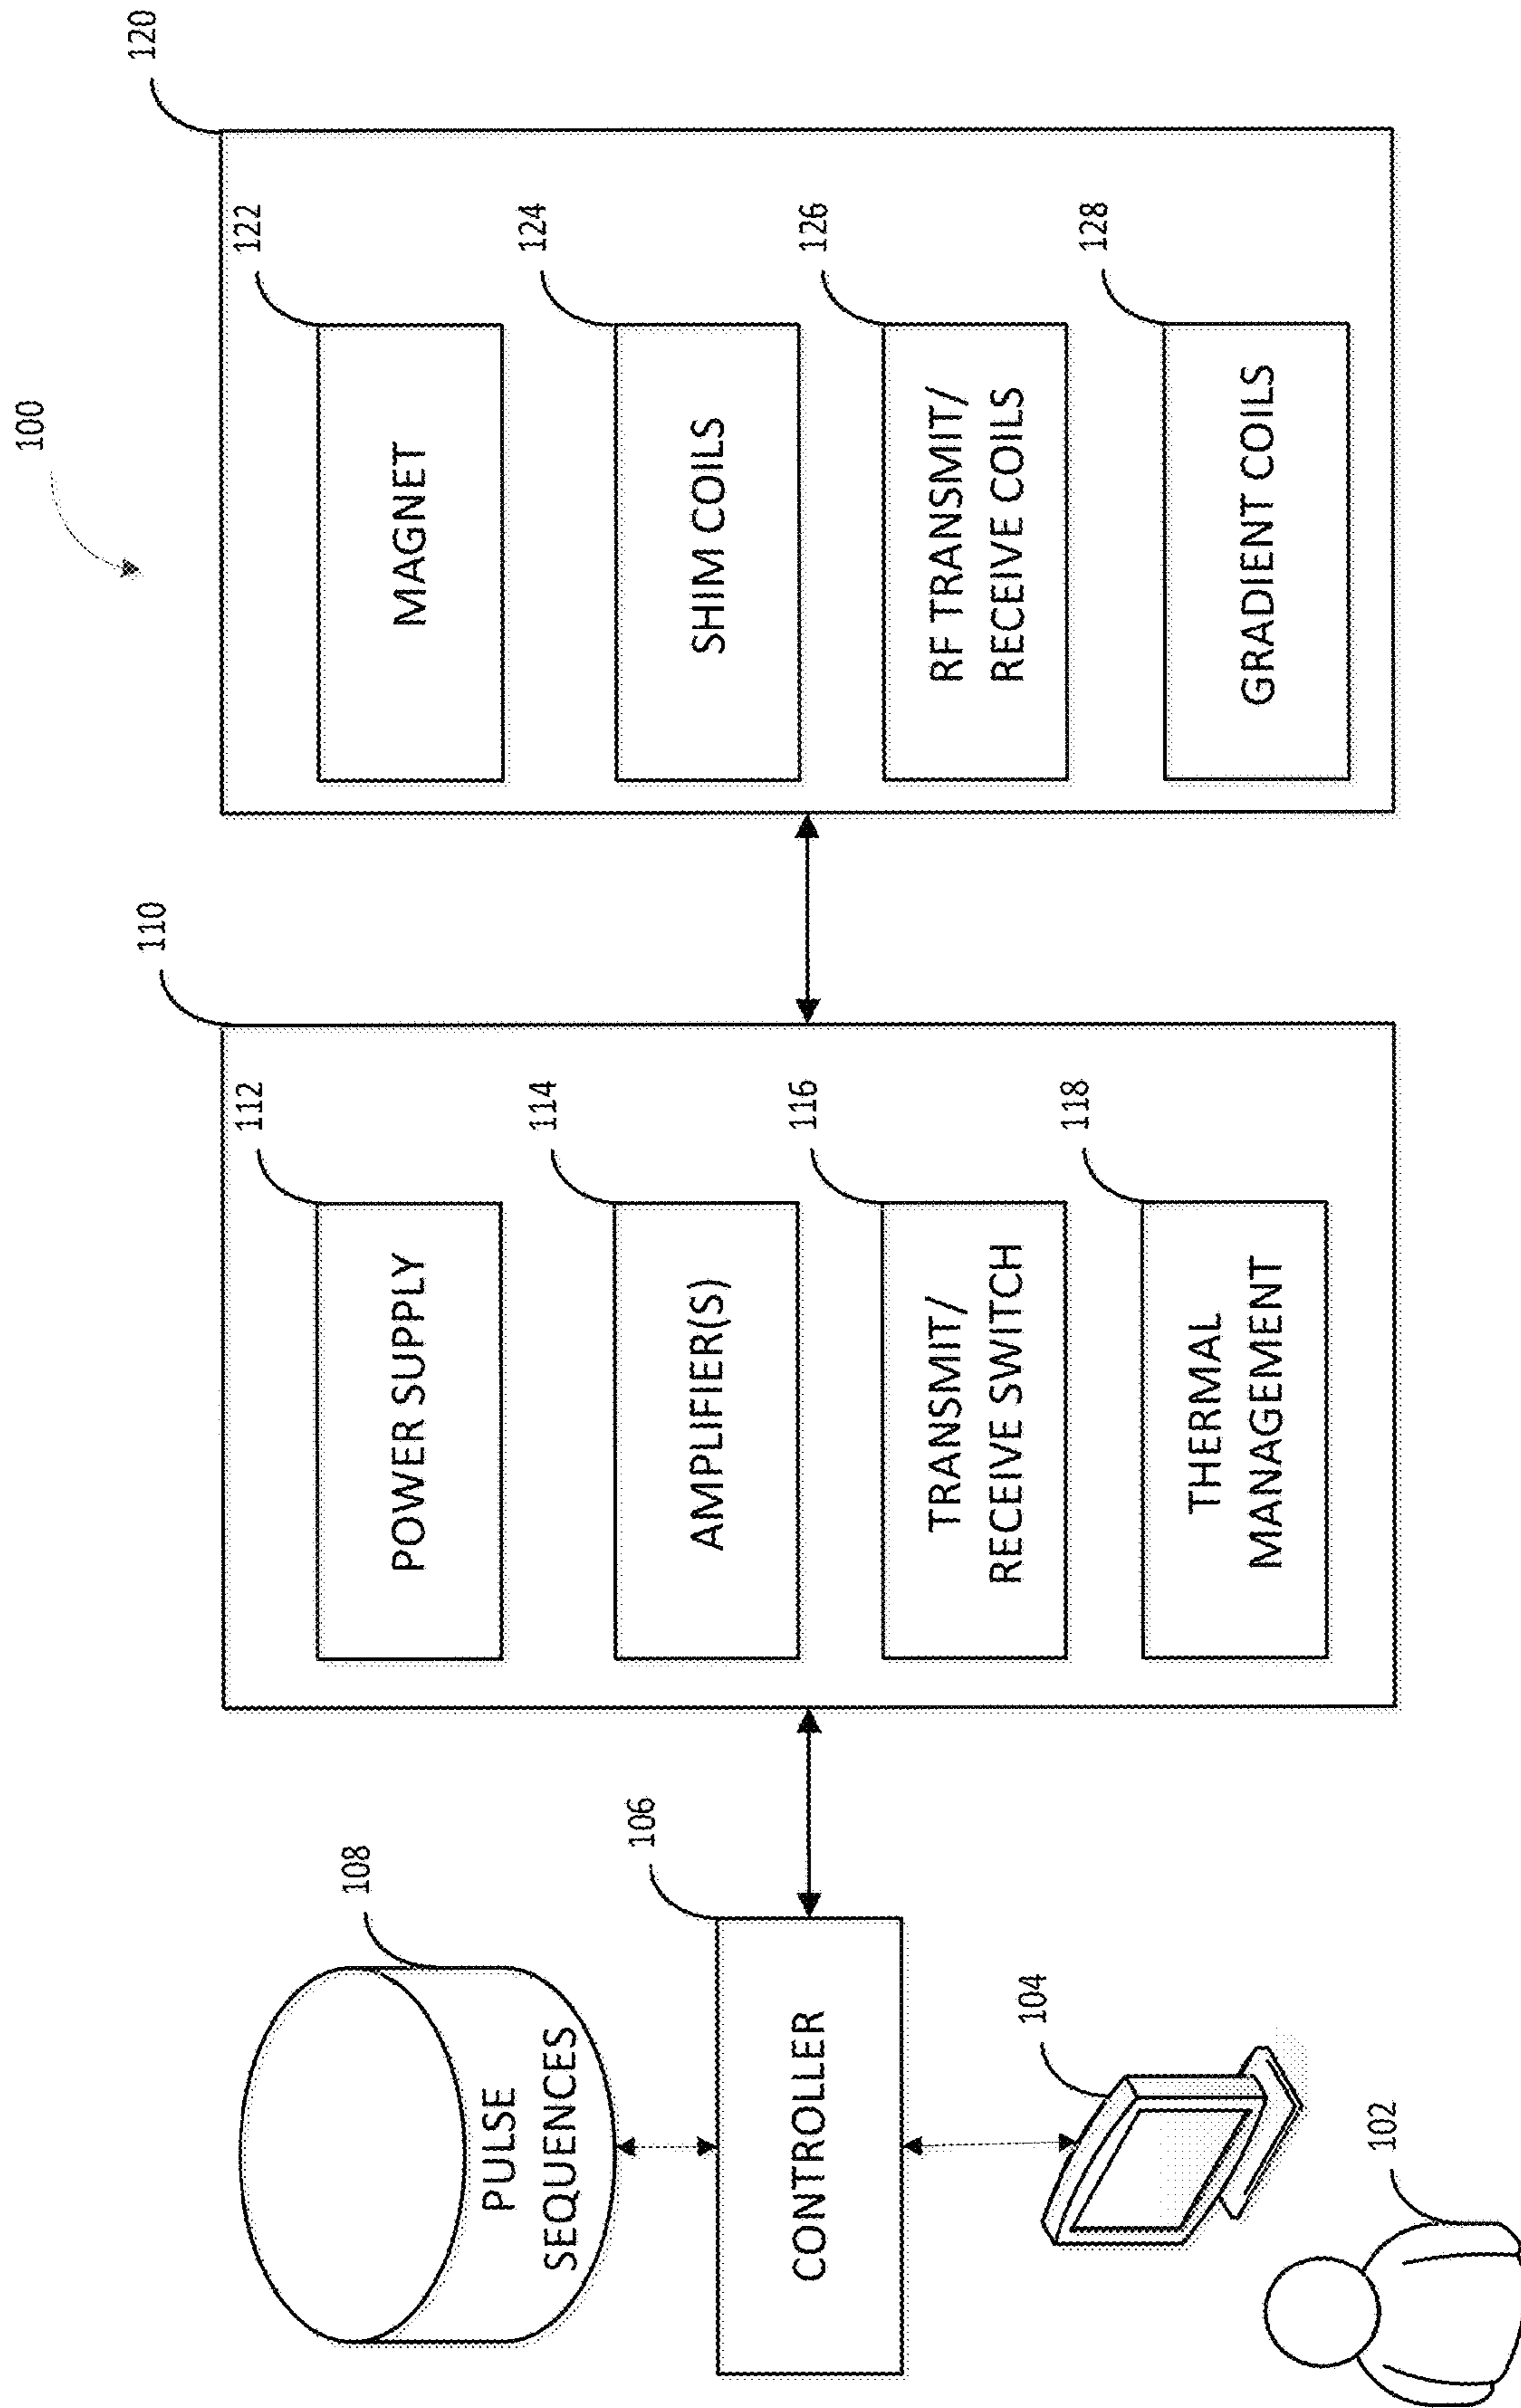 100
108
PULSE
SEQUENCES
106
CONTROLLER
104
102
110
112
POWER SUPPLY
114
AMPLIFIER(S)
116
TRANSMIT/
RECEIVE SWITCH
118
THERMAL
MANAGEMENT
120
122
MAGNET
124
SHIM COILS
126
RF TRANSMIT/
RECEIVE COILS
128
GRADIENT COILS